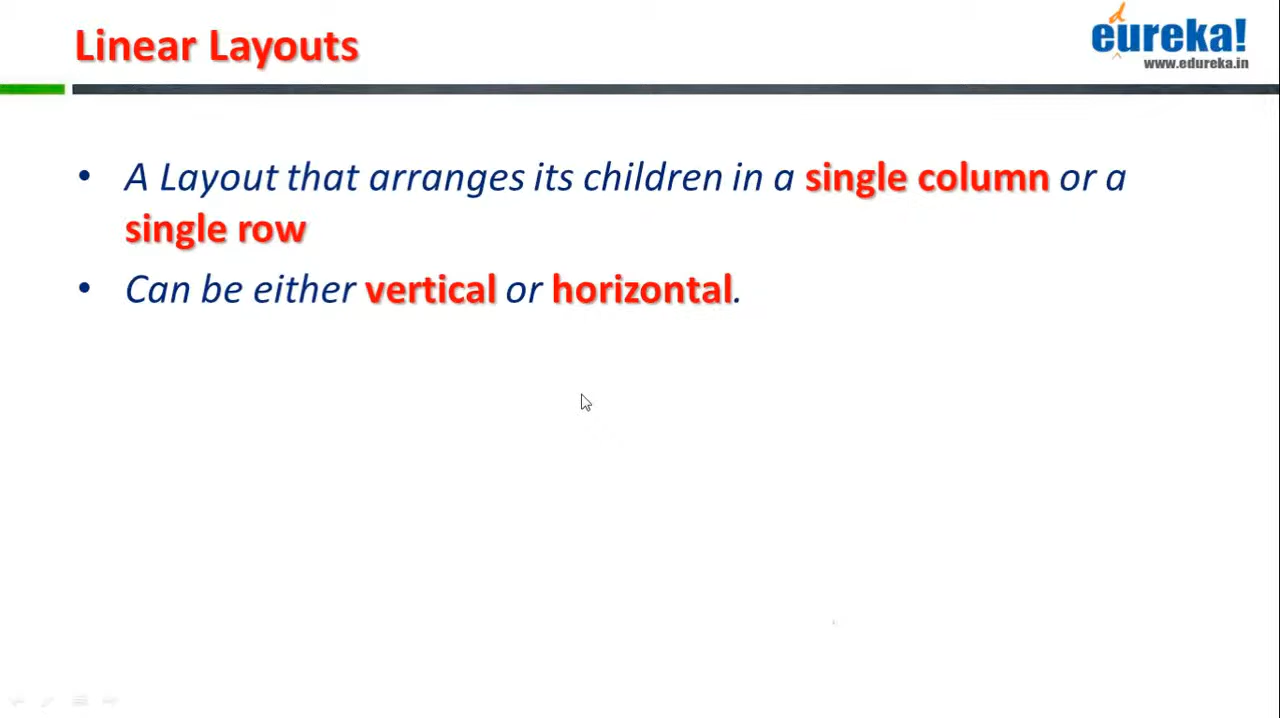 Linear Layouts
edureka!
www.edureka.in
• A Layout that arranges its children in a single column or a
single row
• Can be either vertical or horizontal.